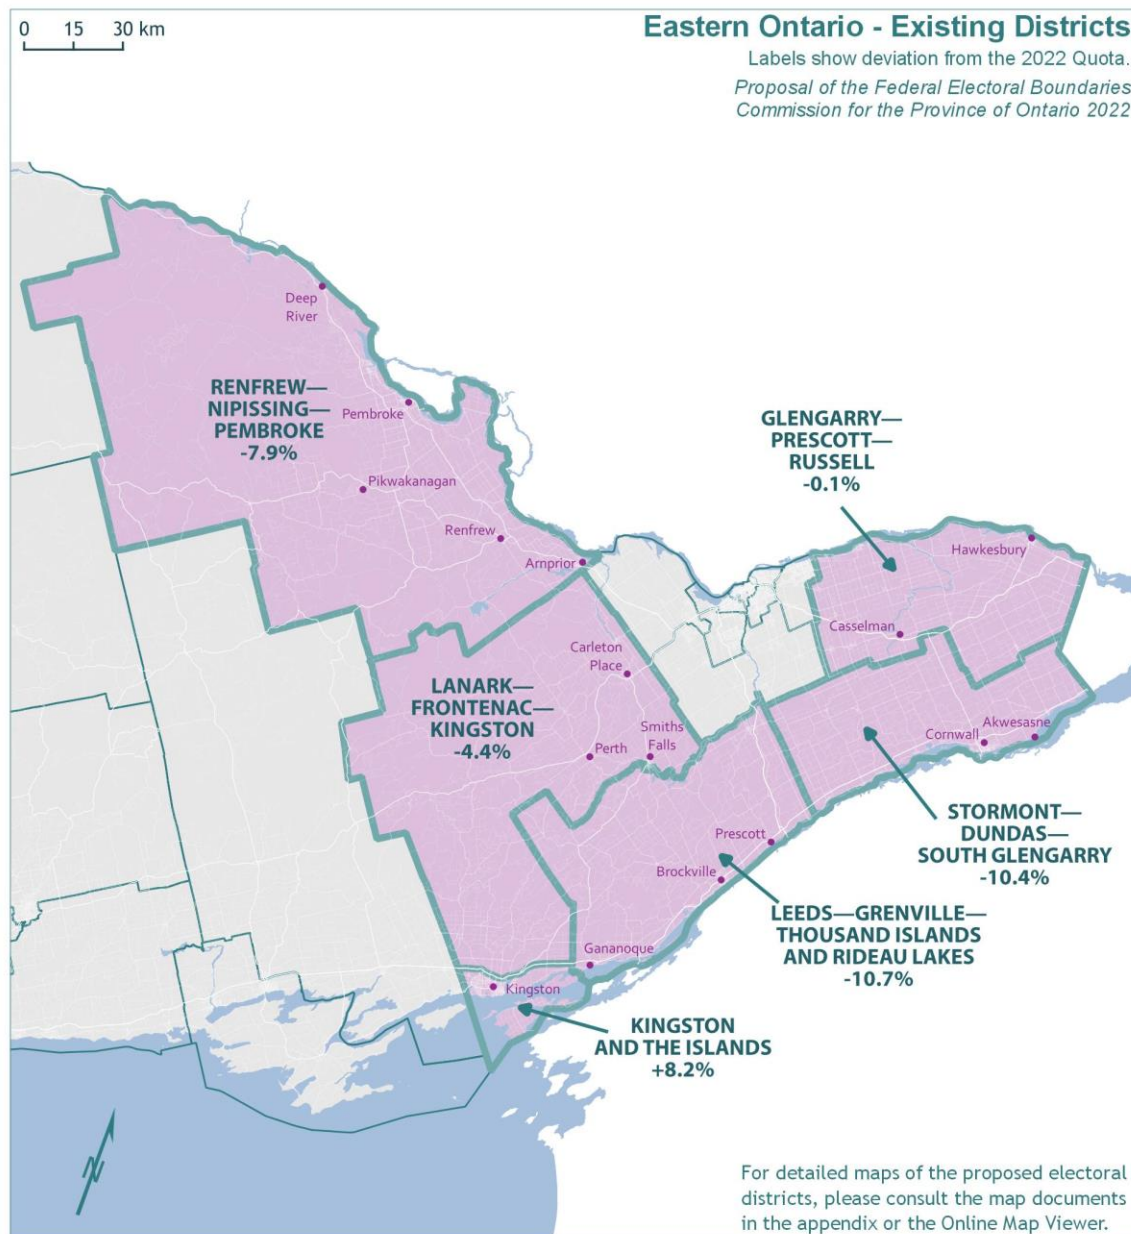 0 15 30 km
Eastern Ontario - Existing Districts
Labels show deviation from the 2022 Quota.
Proposal of the Federal Electoral Boundaries
Commission for the Province of Ontario 2022
Deep
River
RENFREW—
NIPISSING—
PEMBROKE
-7.9%
Pembroke
Pikwakanagan
Renfrew
Arnprior
GLENGARRY—
PRESCOTT—
RUSSELL
-0.1%
Hawkesbury
Casselman
Carleton
Place
LANARK—
FRONTENAC—
KINGSTON
-4.4%
Smiths
Falls
Perth
Akwesasne
Cornwall
STORMONT—
DUNDAS—
SOUTH GLENGARRY
-10.4%
Prescott
Brockville
LEEDS—GRENVILLE—
THOUSAND ISLANDS
AND RIDEAU LAKES
-10.7%
Gananoque
Kingston
KINGSTON
AND THE ISLANDS
+8.2%
N
For detailed maps of the proposed electoral
districts, please consult the map documents
in the appendix or the Online Map Viewer.